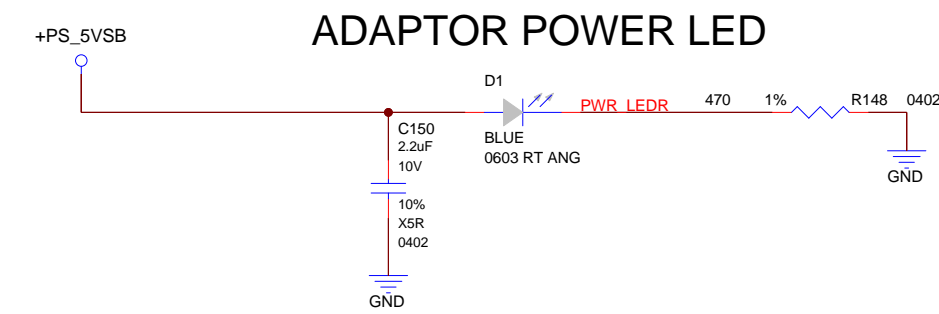 ADAPTOR POWER LED
+PS_5VSB
D1
PWR_LEDR
470
1%
R148
0402
BLUE
0603 RT ANG
C150
2.2uF
10V
10%
X5R
0402
GND
GND